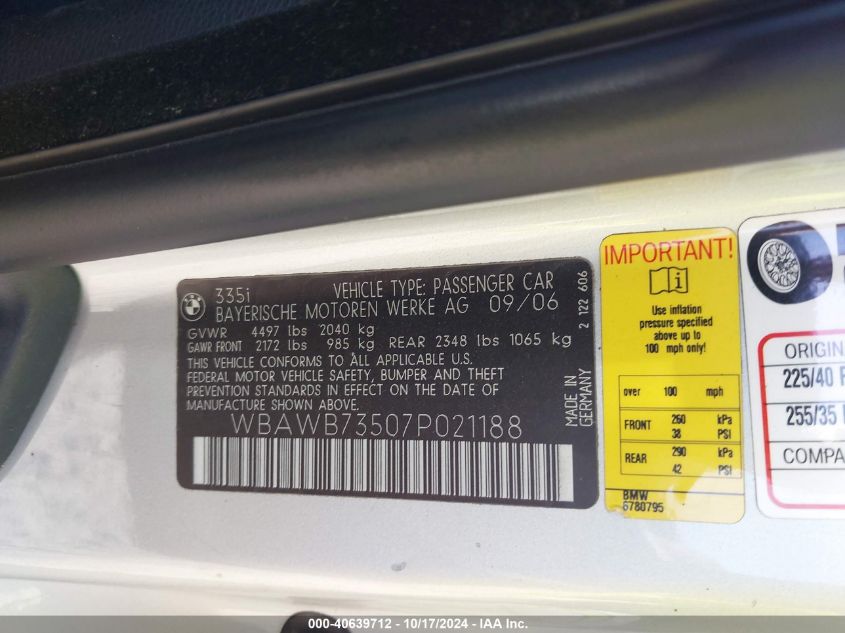 335i VEHICLE TYPE: PASSENGER CAR
BAYERISCHE MOTOREN WERKE AG 09/06
GVWR 4497 lbs 2040 kg
GAWR FRONT 2172 lbs 985 kg REAR 2348 lbs 1065 kg
THIS VEHICLE CONFORMS TO ALL APPLICABLE U.S.
FEDERAL MOTOR VEHICLE SAFETY, BUMPER AND THEFT
PREVENTION STANDARDS IN EFFECT ON THE DATE OF
MANUFACTURE.
WBAWB73507P021188
2 122 606
MADE IN
GERMANY
IMPORTANT!
Use inflation
pressure specified
above up to
100 mph only!
over 100 mph
FRONT 260 kPa
38 PSI
REAR 290 kPa
42 PSI
BMW
6780795
ORIGIN
225/40
255/35
COMPA
000-40639712 - 10/17/2024 - IAA Inc.